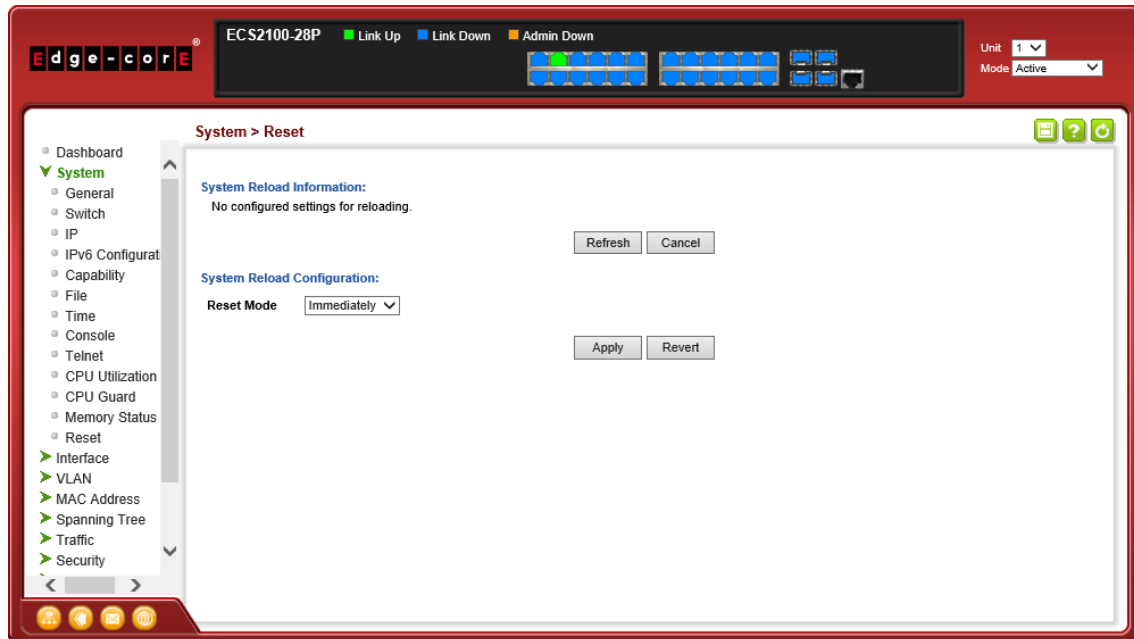 Edge-corE®
ECS2100-28P Link Up Link Down Admin Down
Unit 1
Mode Active
System > Reset
?
Dashboard
System
General
Switch
IP
IPv6 Configurati
Capability
File
Time
Console
Telnet
CPU Utilization
CPU Guard
Memory Status
Reset
Interface
VLAN
MAC Address
Spanning Tree
Traffic
Security
System Reload Information:
No configured settings for reloading.
Refresh Cancel
System Reload Configuration:
Reset Mode Immediately
Apply Revert